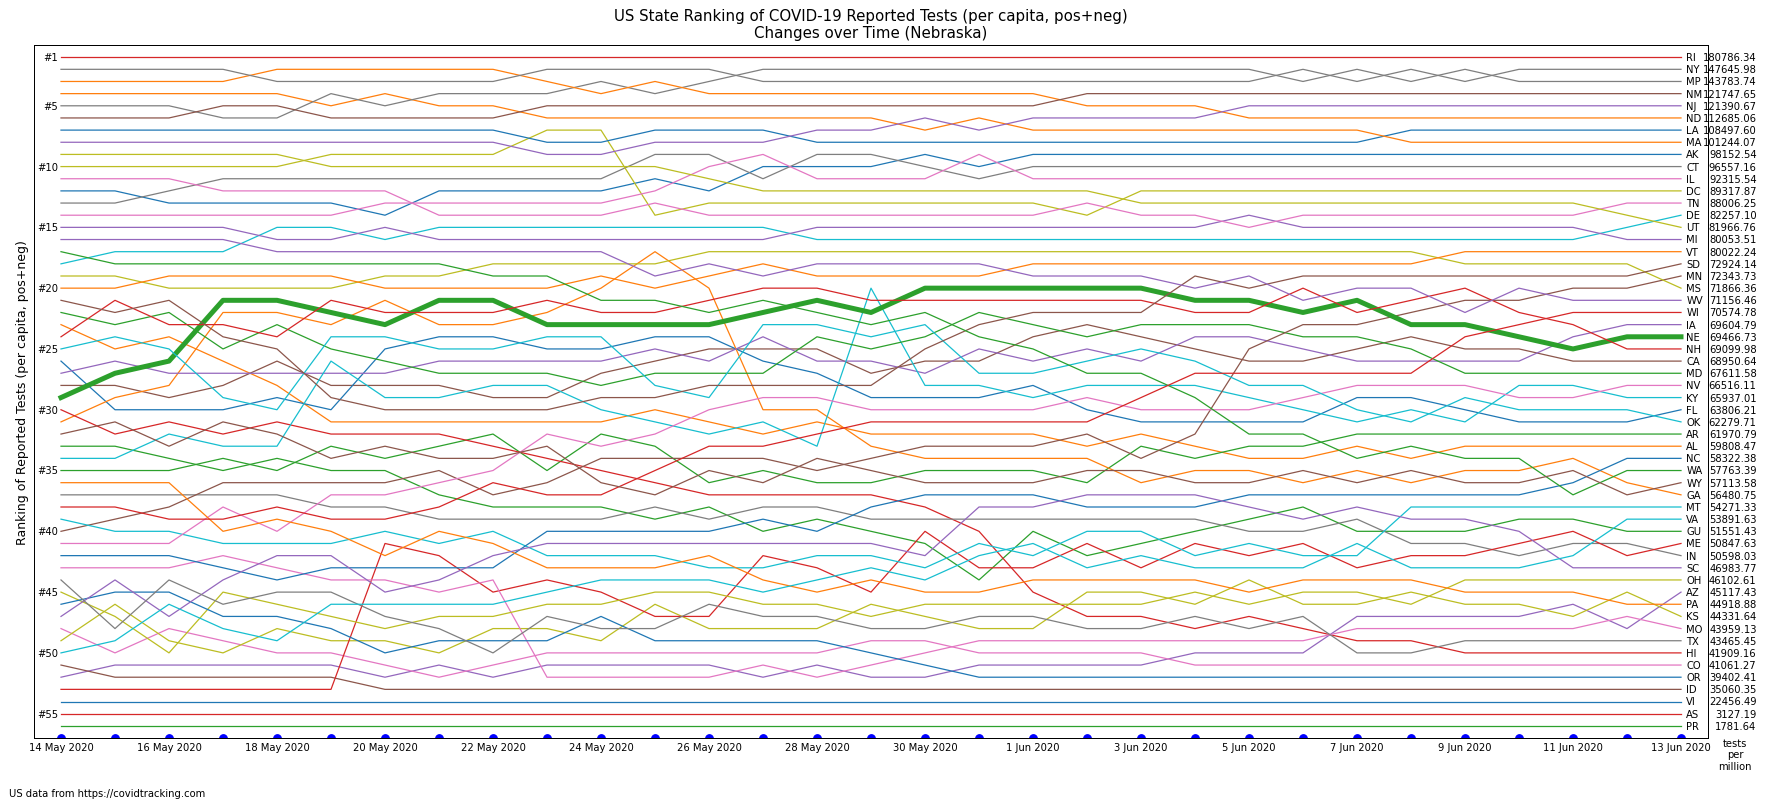 US State Ranking of COVID-19 Reported Tests (per capita, pos+neg)
Changes over Time (Nebraska)
Ranking of Reported Tests (per capita, pos+neg)
#1
#5
#10
#15
#20
#25
#30
#35
#40
#45
#50
#55
RI 180786.34
NY 147645.98
MP 143783.74
NM 121747.65
NJ 121390.67
ND 112685.06
LA 108497.60
MA 101244.07
AK 98152.54
CT 96557.16
IL 92315.54
DC 89317.87
TN 88006.25
DE 82257.10
UT 81966.76
MI 80053.51
VT 80022.24
SD 72924.14
MN 72343.73
MS 71866.36
WV 71156.46
WI 70574.78
IA 69604.79
NE 69466.73
NH 69099.98
CA 68950.64
MD 67611.58
NV 66516.11
KY 65937.01
FL 63806.21
OK 62279.71
AR 61970.79
AL 59808.47
NC 58322.38
WA 57763.39
WY 57113.58
GA 56480.75
MT 54271.33
VA 53891.63
GU 51551.43
ME 50847.63
IN 50598.03
SC 46983.77
OH 46102.61
AZ 45117.43
PA 44918.88
KS 44331.64
MO 43959.13
TX 43465.45
HI 41909.16
CO 41061.27
OR 39402.41
ID 35060.35
VI 22456.49
AS 3127.19
PR 1781.64
14 May 2020 16 May 2020 18 May 2020 20 May 2020 22 May 2020 24 May 2020 26 May 2020 28 May 2020 30 May 2020 1 Jun 2020 3 Jun 2020 5 Jun 2020 7 Jun 2020 9 Jun 2020 11 Jun 2020 13 Jun 2020
tests
per
million
US data from https://covidtracking.com